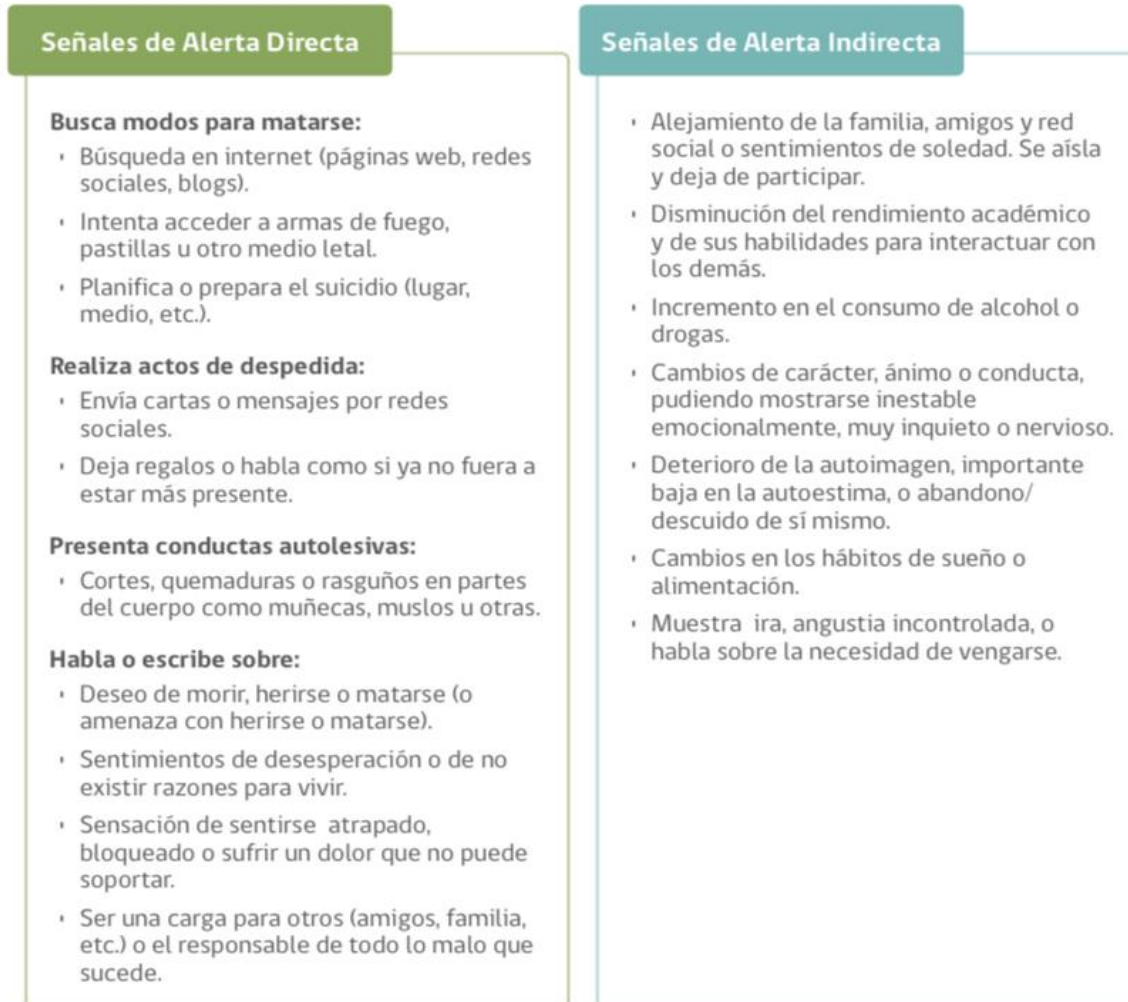 Señales de Alerta Directa
Busca modos para matarse:
· Búsqueda en internet (páginas web, redes
sociales, blogs).
· Intenta acceder a armas de fuego,
pastillas u otro medio letal.
· Planifica o prepara el suicidio (lugar,
medio, etc.).
Realiza actos de despedida:
· Envía cartas o mensajes por redes
sociales.
· Deja regalos o habla como si ya no fuera a
estar más presente.
Presenta conductas autolesivas:
· Cortes, quemaduras o rasguños en partes
del cuerpo como muñecas, muslos u otras.
Habla o escribe sobre:
· Deseo de morir, herirse o matarse (o
amenaza con herirse o matarse).
· Sentimientos de desesperación o de no
existir razones para vivir.
· Sensación de sentirse atrapado,
bloqueado o sufrir un dolor que no puede
soportar.
· Ser una carga para otros (amigos, familia,
etc.) o el responsable de todo lo malo que
sucede.
Señales de Alerta Indirecta
· Alejamiento de la familia, amigos y red
social o sentimientos de soledad. Se aísla
y deja de participar.
· Disminución del rendimiento académico
y de sus habilidades para interactuar con
los demás.
· Incremento en el consumo de alcohol o
drogas.
· Cambios de carácter, ánimo o conducta,
pudiendo mostrarse inestable
emocionalmente, muy inquieto o nervioso.
· Deterioro de la autoimagen, importante
baja en la autoestima, o abandono/
descuido de sí mismo.
· Cambios en los hábitos de sueño o
alimentación.
· Muestra ira, angustia incontrolada, o
habla sobre la necesidad de vengarse.